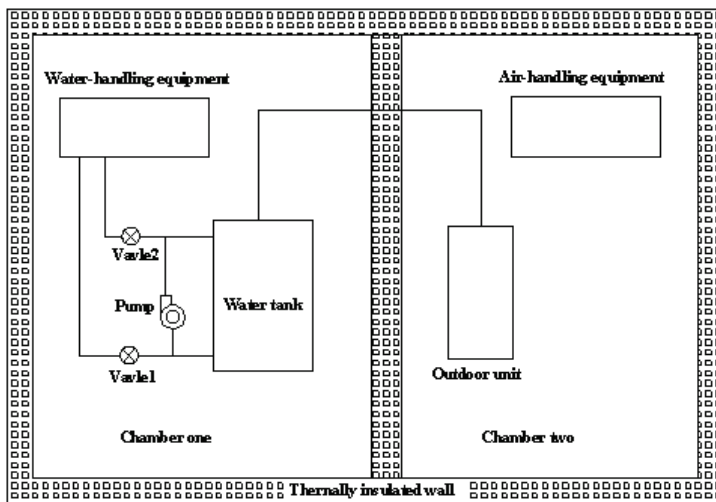 Water-handling equipment
Air-handling equipment
Vavle2
Pump
Water tank
Vavle1
Outdoor unit
Chamber one
Chamber two
Thermally insulated wall